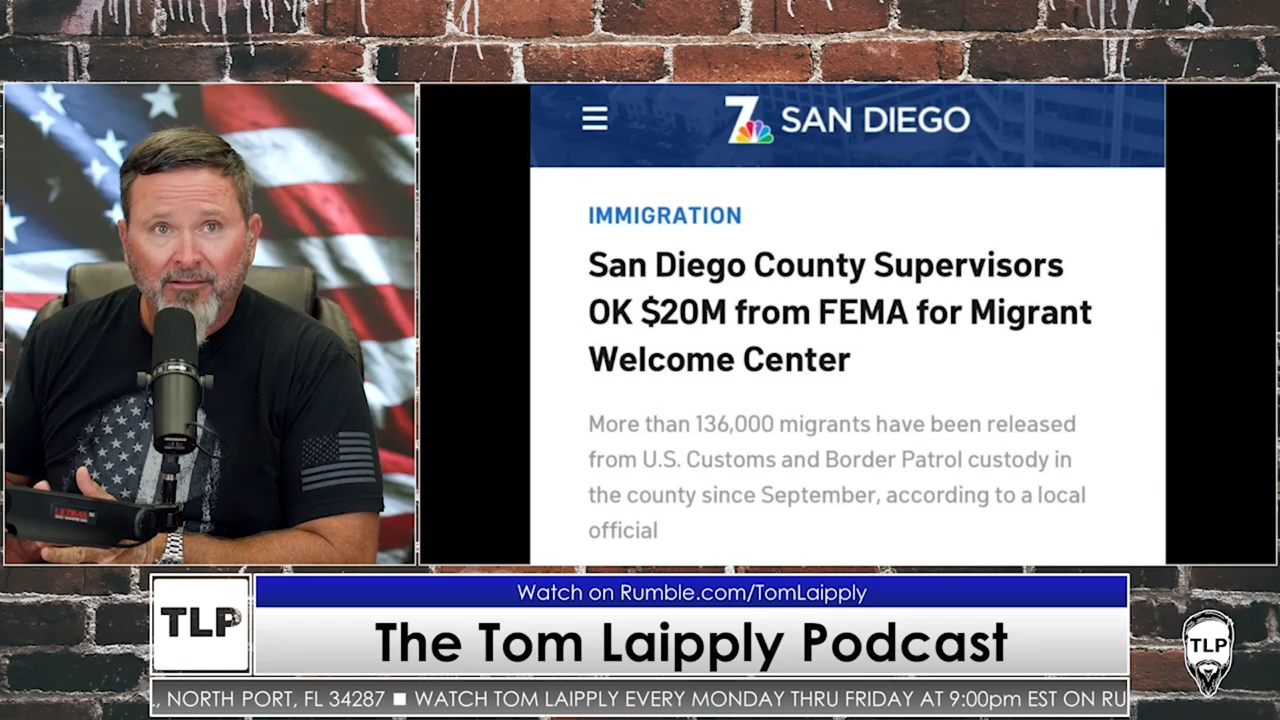 7 SAN DIEGO
IMMIGRATION
San Diego County Supervisors
OK $20M from FEMA for Migrant
Welcome Center
More than 136,000 migrants have been released
from U.S. Customs and Border Patrol custody in
the county since September, according to a local
official
Watch on Rumble.com/TomLaipply
TLP
The Tom Laipply Podcast
TLP
., NORTH PORT, FL 34287 ■ WATCH TOM LAIPPLY EVERY MONDAY THRU FRIDAY AT 9:00pm EST ON RU